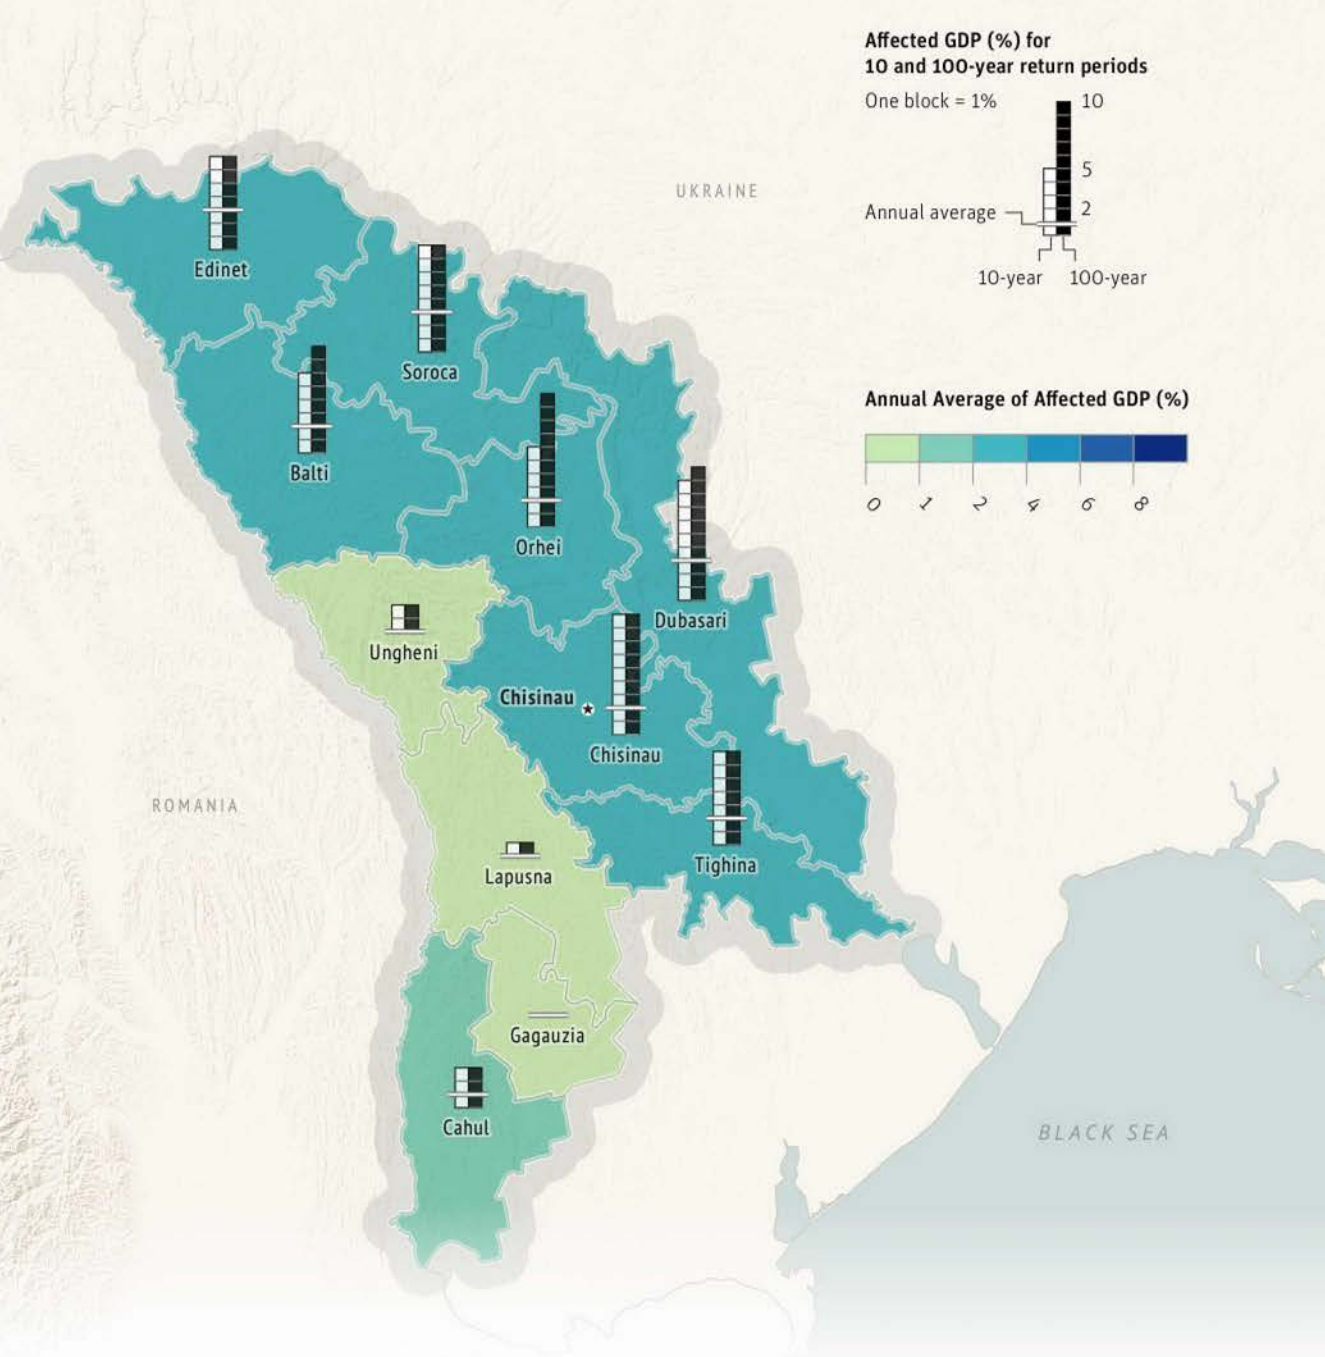 Affected GDP (%) for
10 and 100-year return periods
One block = 1%
10
5
2
Annual average
10-year
100-year
UKRAINE
Edinet
Soroca
Annual Average of Affected GDP (%)
0
1
2
4
6
8
Balti
Orhei
Dubasari
Ungheni
Chisinau
Chisinau
ROMANIA
Tighina
Lapusna
Gagauzia
Cahul
BLACK SEA